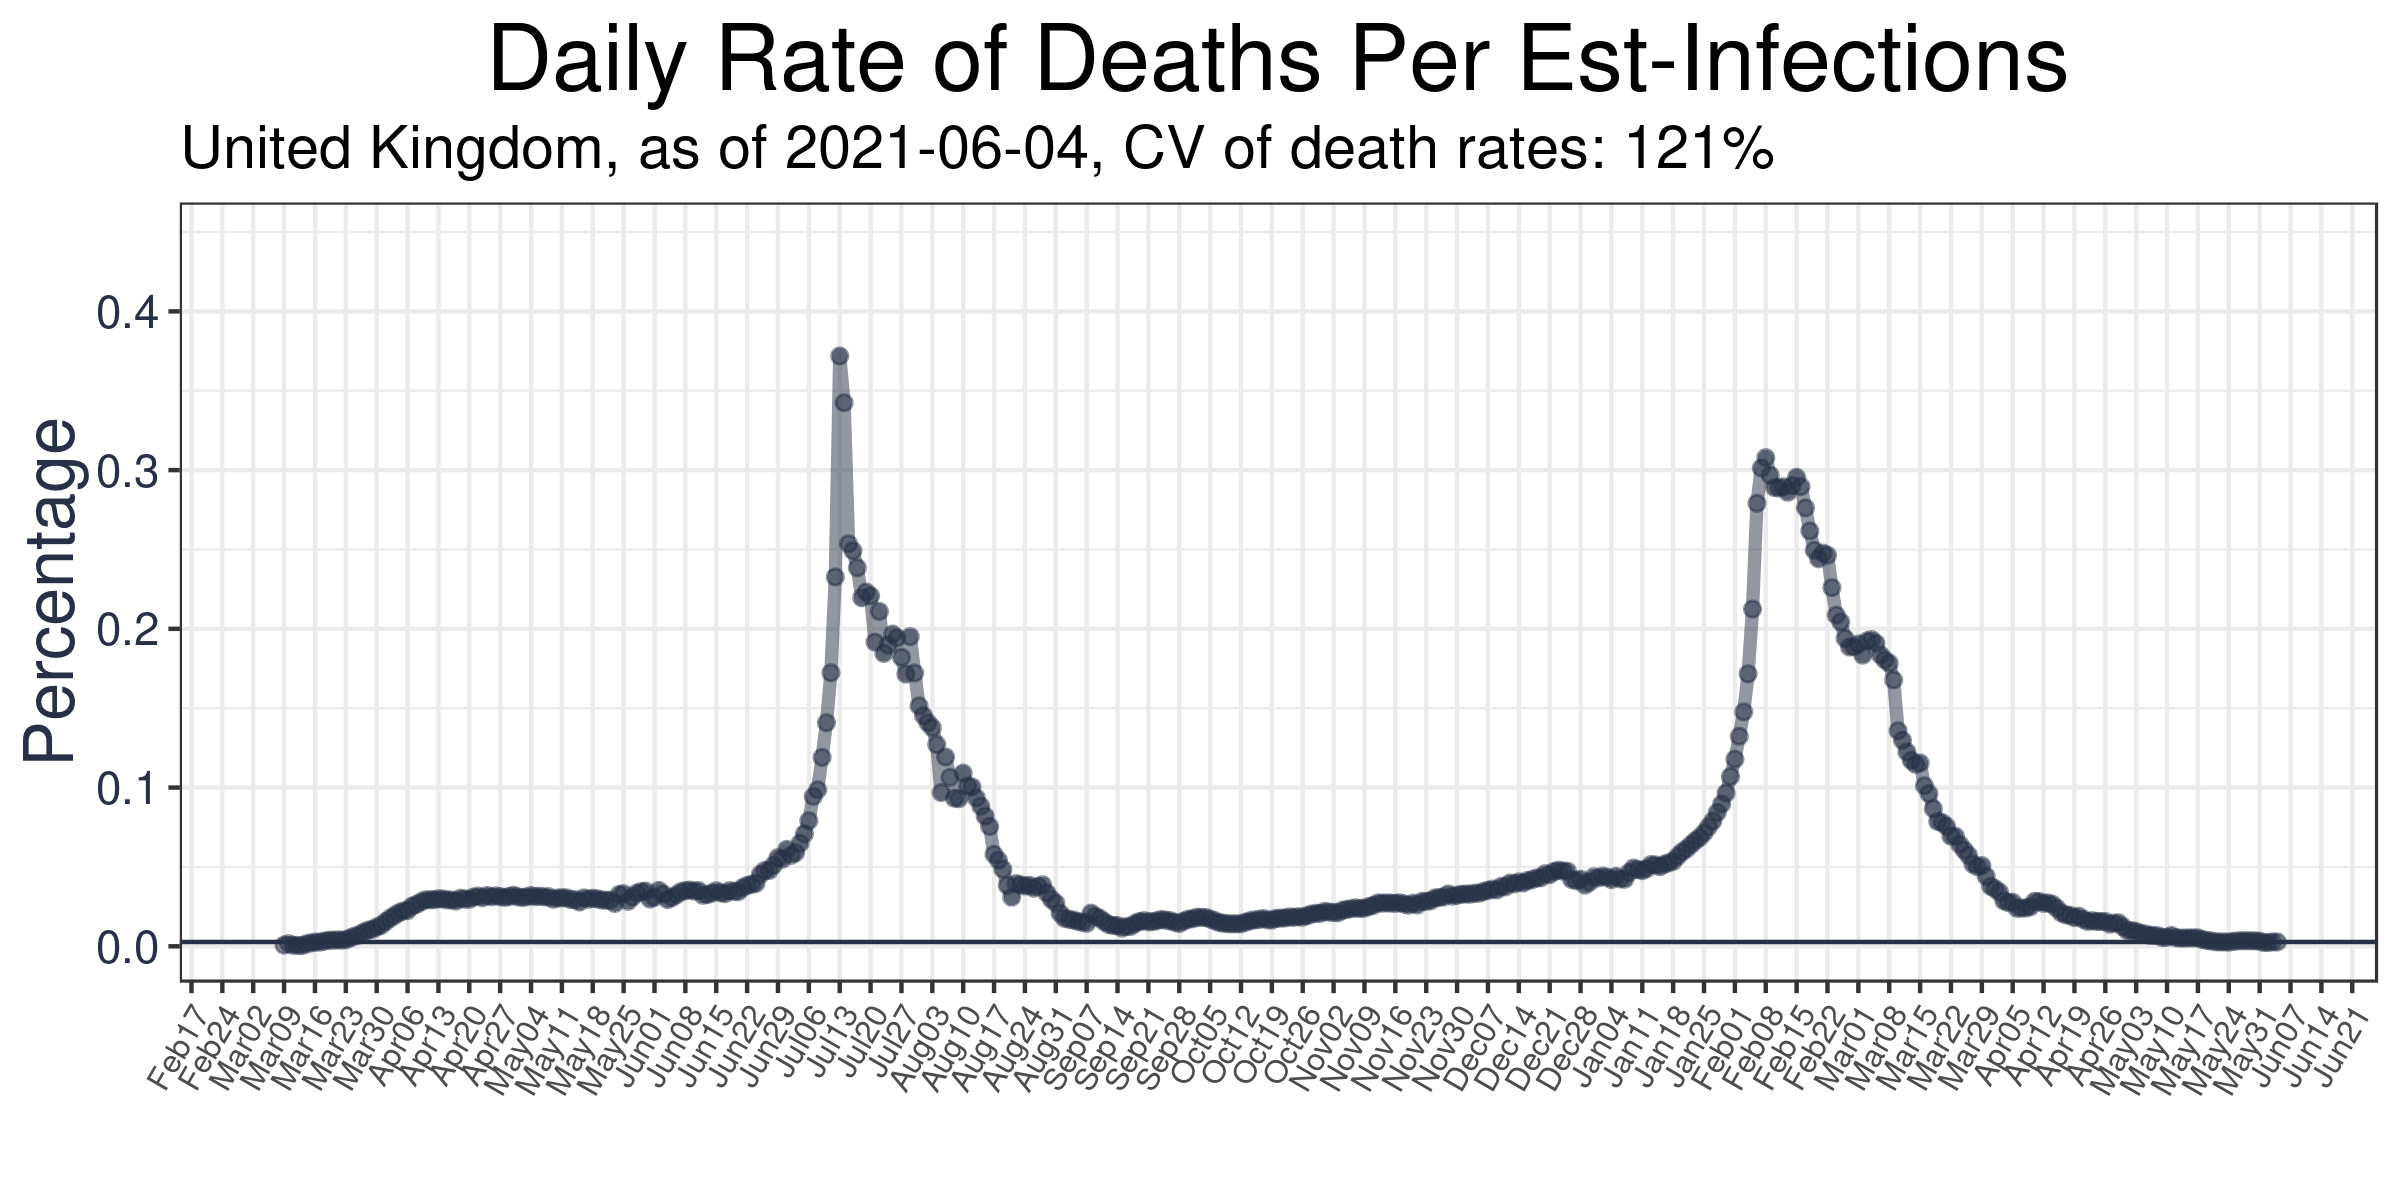 Daily Rate of Deaths Per Est-Infections
United Kingdom, as of 2021-06-04, CV of death rates: 121%
Percentage
0.4
0.3
0.2
0.1
0.0
Feb17
Feb24
Mar02
Mar09
Mar16
Mar23
Mar30
Apr06
Apr13
Apr20
Apr27
May04
May11
May18
May25
Jun01
Jun08
Jun15
Jun22
Jun29
Jul06
Jul13
Jul20
Jul27
Aug03
Aug10
Aug17
Aug24
Aug31
Sep07
Sep14
Sep21
Sep28
Oct05
Oct12
Oct19
Oct26
Nov02
Nov09
Nov16
Nov23
Nov30
Dec07
Dec14
Dec21
Dec28
Jan04
Jan11
Jan18
Jan25
Feb01
Feb08
Feb15
Feb22
Mar01
Mar08
Mar15
Mar22
Mar29
Apr05
Apr12
Apr19
Apr26
May03
May10
May17
May24
May31
Jun07
Jun14
Jun21